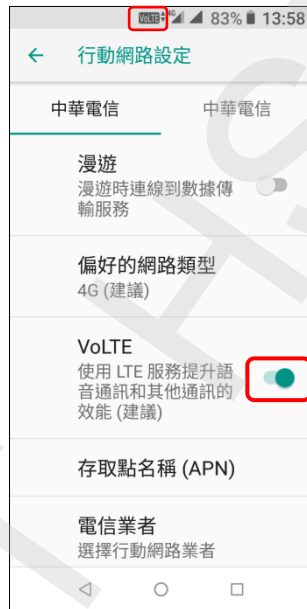 VoLTE 4G 83% 13:58
行動網路設定
中華電信 中華電信
漫遊
漫遊時連線到數據傳
輸服務
偏好的網路類型
4G (建議)
VoLTE
使用 LTE 服務提升語
音通訊和其他通訊的
效能 (建議)
存取點名稱 (APN)
電信業者
選擇行動網路業者